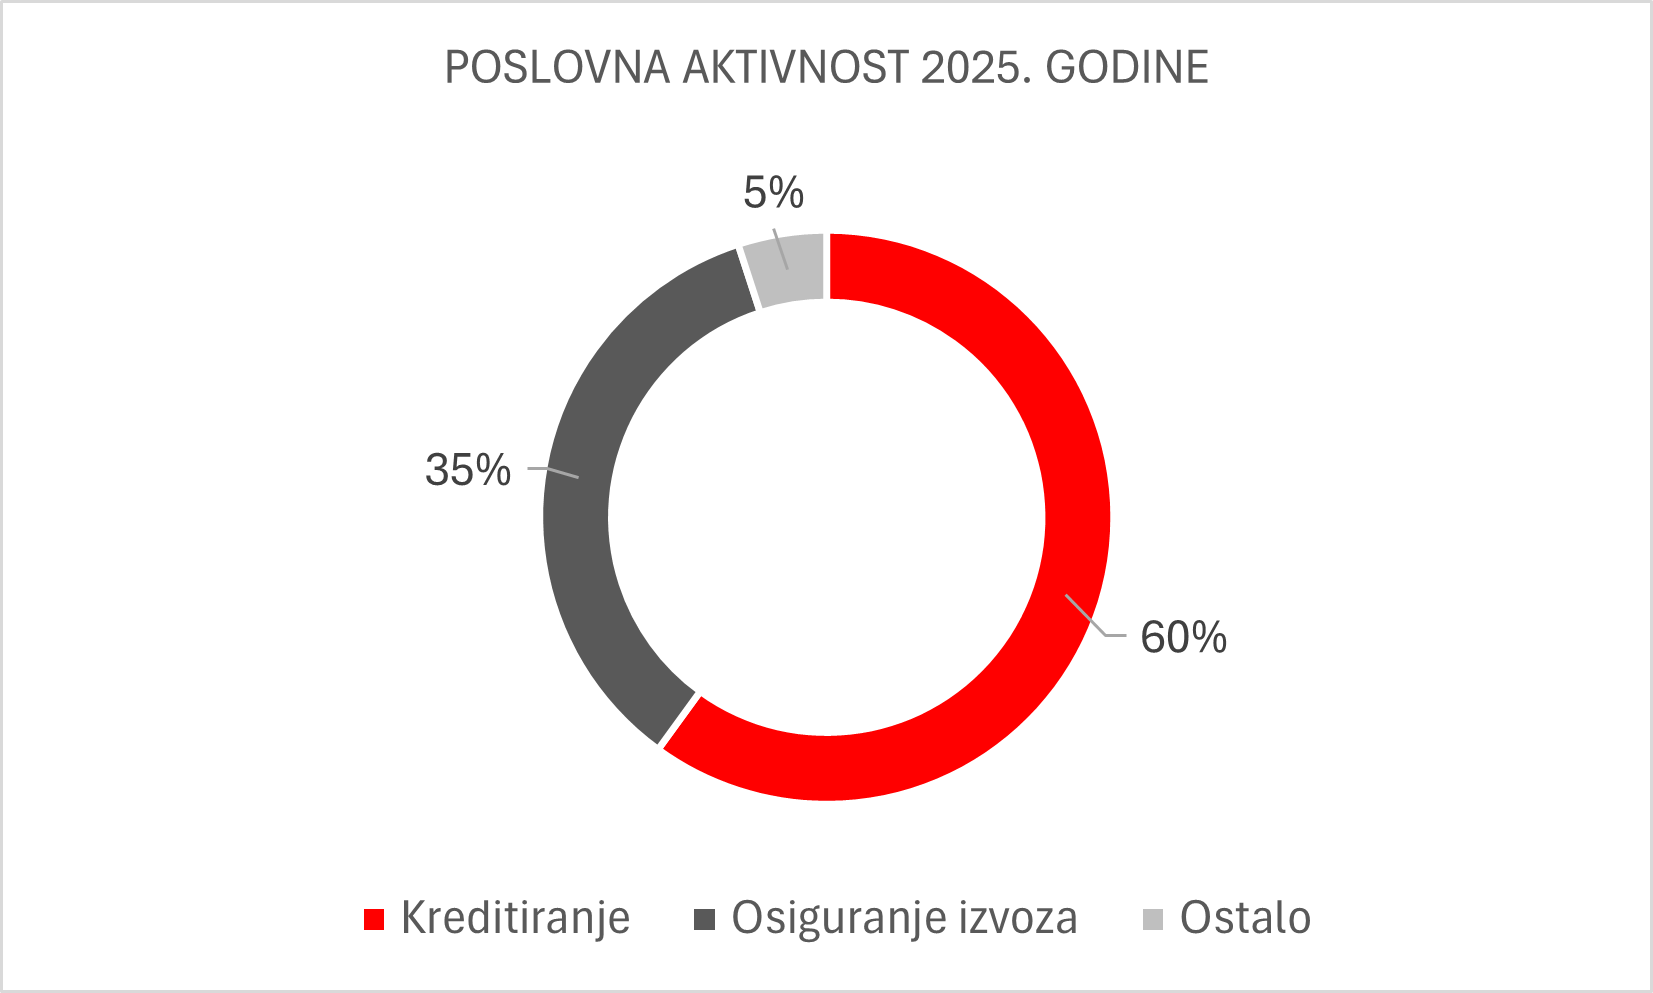 POSLOVNA AKTIVNOST 2025. GODINE
5%
35%
60%
Kreditiranje
Osiguranje izvoza
Ostalo